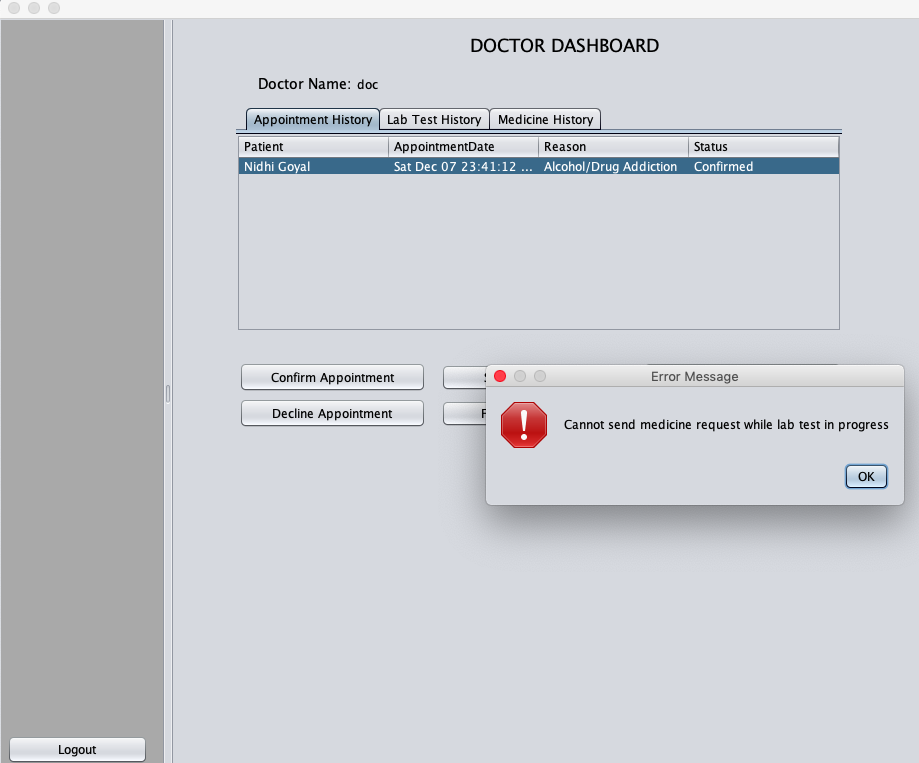 DOCTOR DASHBOARD
Doctor Name: doc
Appointment History Lab Test History Medicine History
Patient AppointmentDate Reason Status
Nidhi Goyal Sat Dec 07 23:41:12 ... Alcohol/Drug Addiction Confirmed
Confirm Appointment
Decline Appointment
Error Message
Cannot send medicine request while lab test in progress
OK
Logout